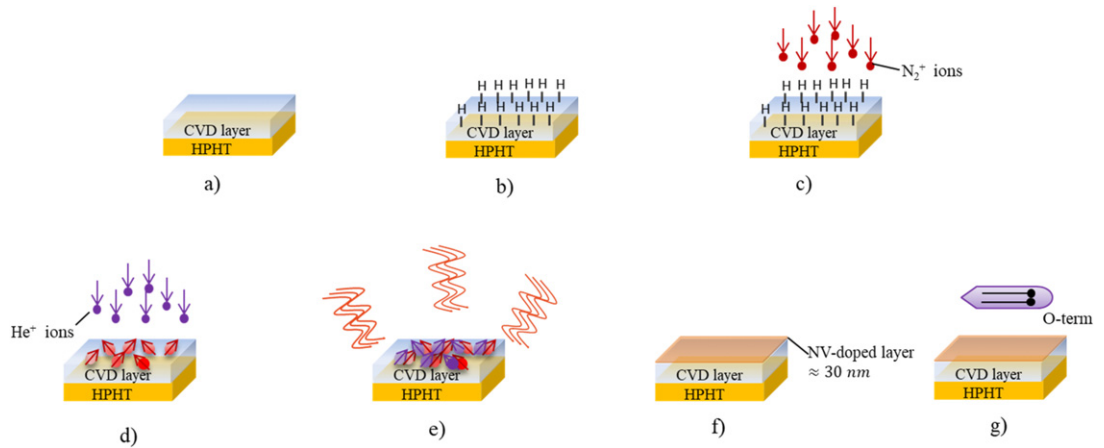 H H H H H
H H H H H H
CVD layer
HPHT
a)
CVD layer
HPHT
b)
N₂⁺ ions
H H H H H
H H H H H H
CVD layer
HPHT
c)
He⁺ ions
CVD layer
HPHT
d)
CVD layer
HPHT
e)
NV-doped layer
≈ 30 nm
CVD layer
HPHT
f)
O-term
CVD layer
HPHT
g)